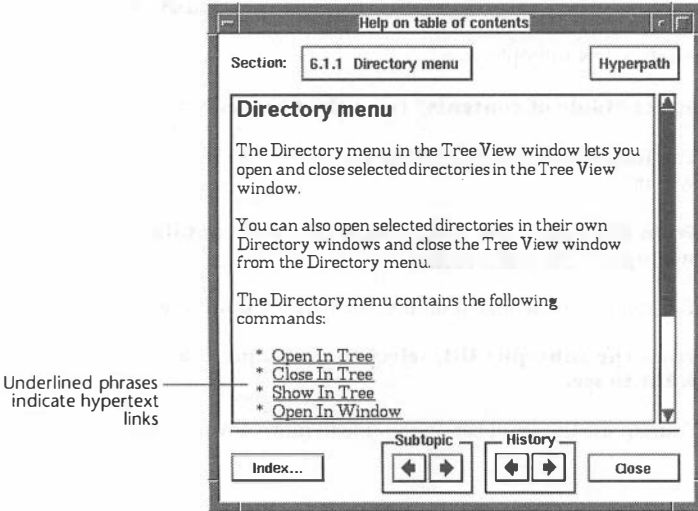 Help on table of contents
Section: 6.1.1 Directory menu Hyperpath
Directory menu
The Directory menu in the Tree View window lets you
open and close selected directories in the Tree View
window.
You can also open selected directories in their own
Directory windows and close the Tree View window
from the Directory menu.
The Directory menu contains the following
commands:
* Open In Tree
* Close In Tree
* Show In Tree
* Open In Window
Underlined phrases
indicate hypertext
links
Subtopic History
Index... Close